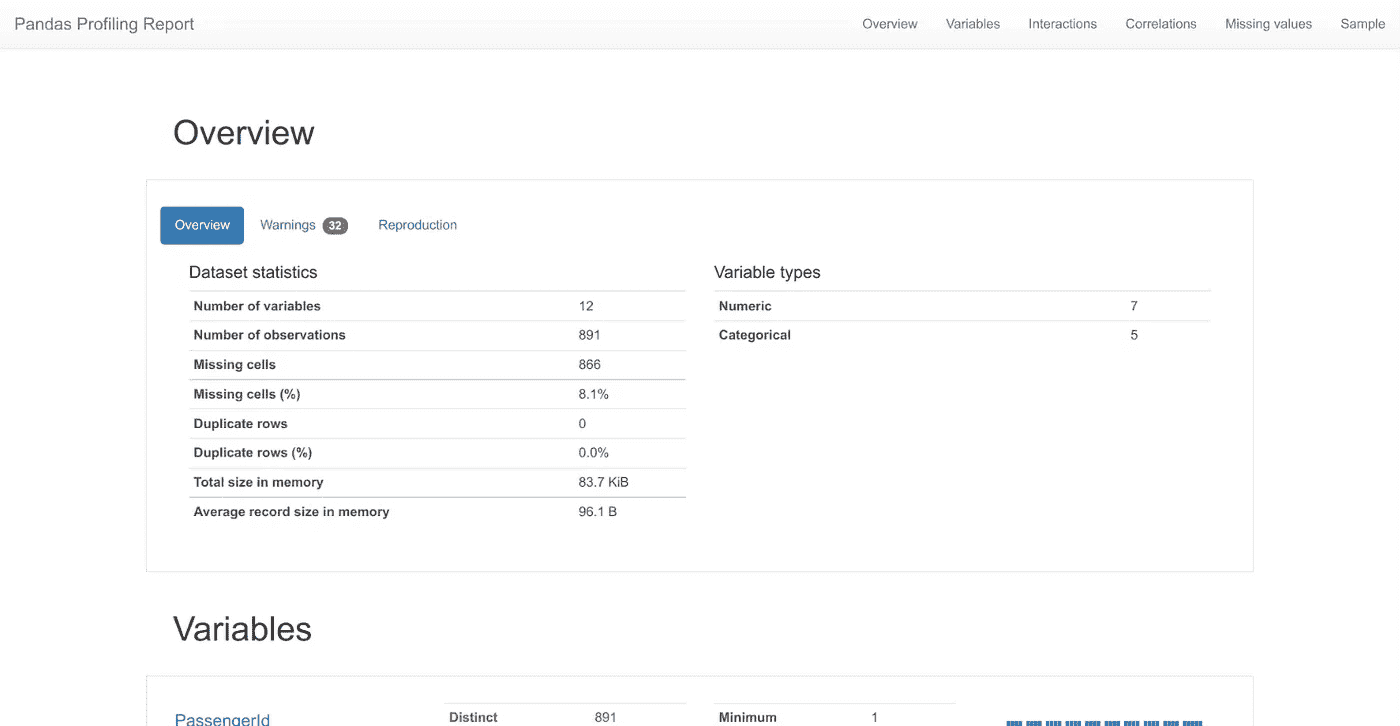 Pandas Profiling Report Overview Variables Interactions Correlations Missing values Sample
Overview
Overview Warnings 32 Reproduction
Dataset statistics
Number of variables 12
Number of observations 891
Missing cells 866
Missing cells (%) 8.1%
Duplicate rows 0
Duplicate rows (%) 0.0%
Total size in memory 83.7 KiB
Average record size in memory 96.1 B
Variable types
Numeric 7
Categorical 5
Variables
PassengerId
Distinct 891
Minimum 1